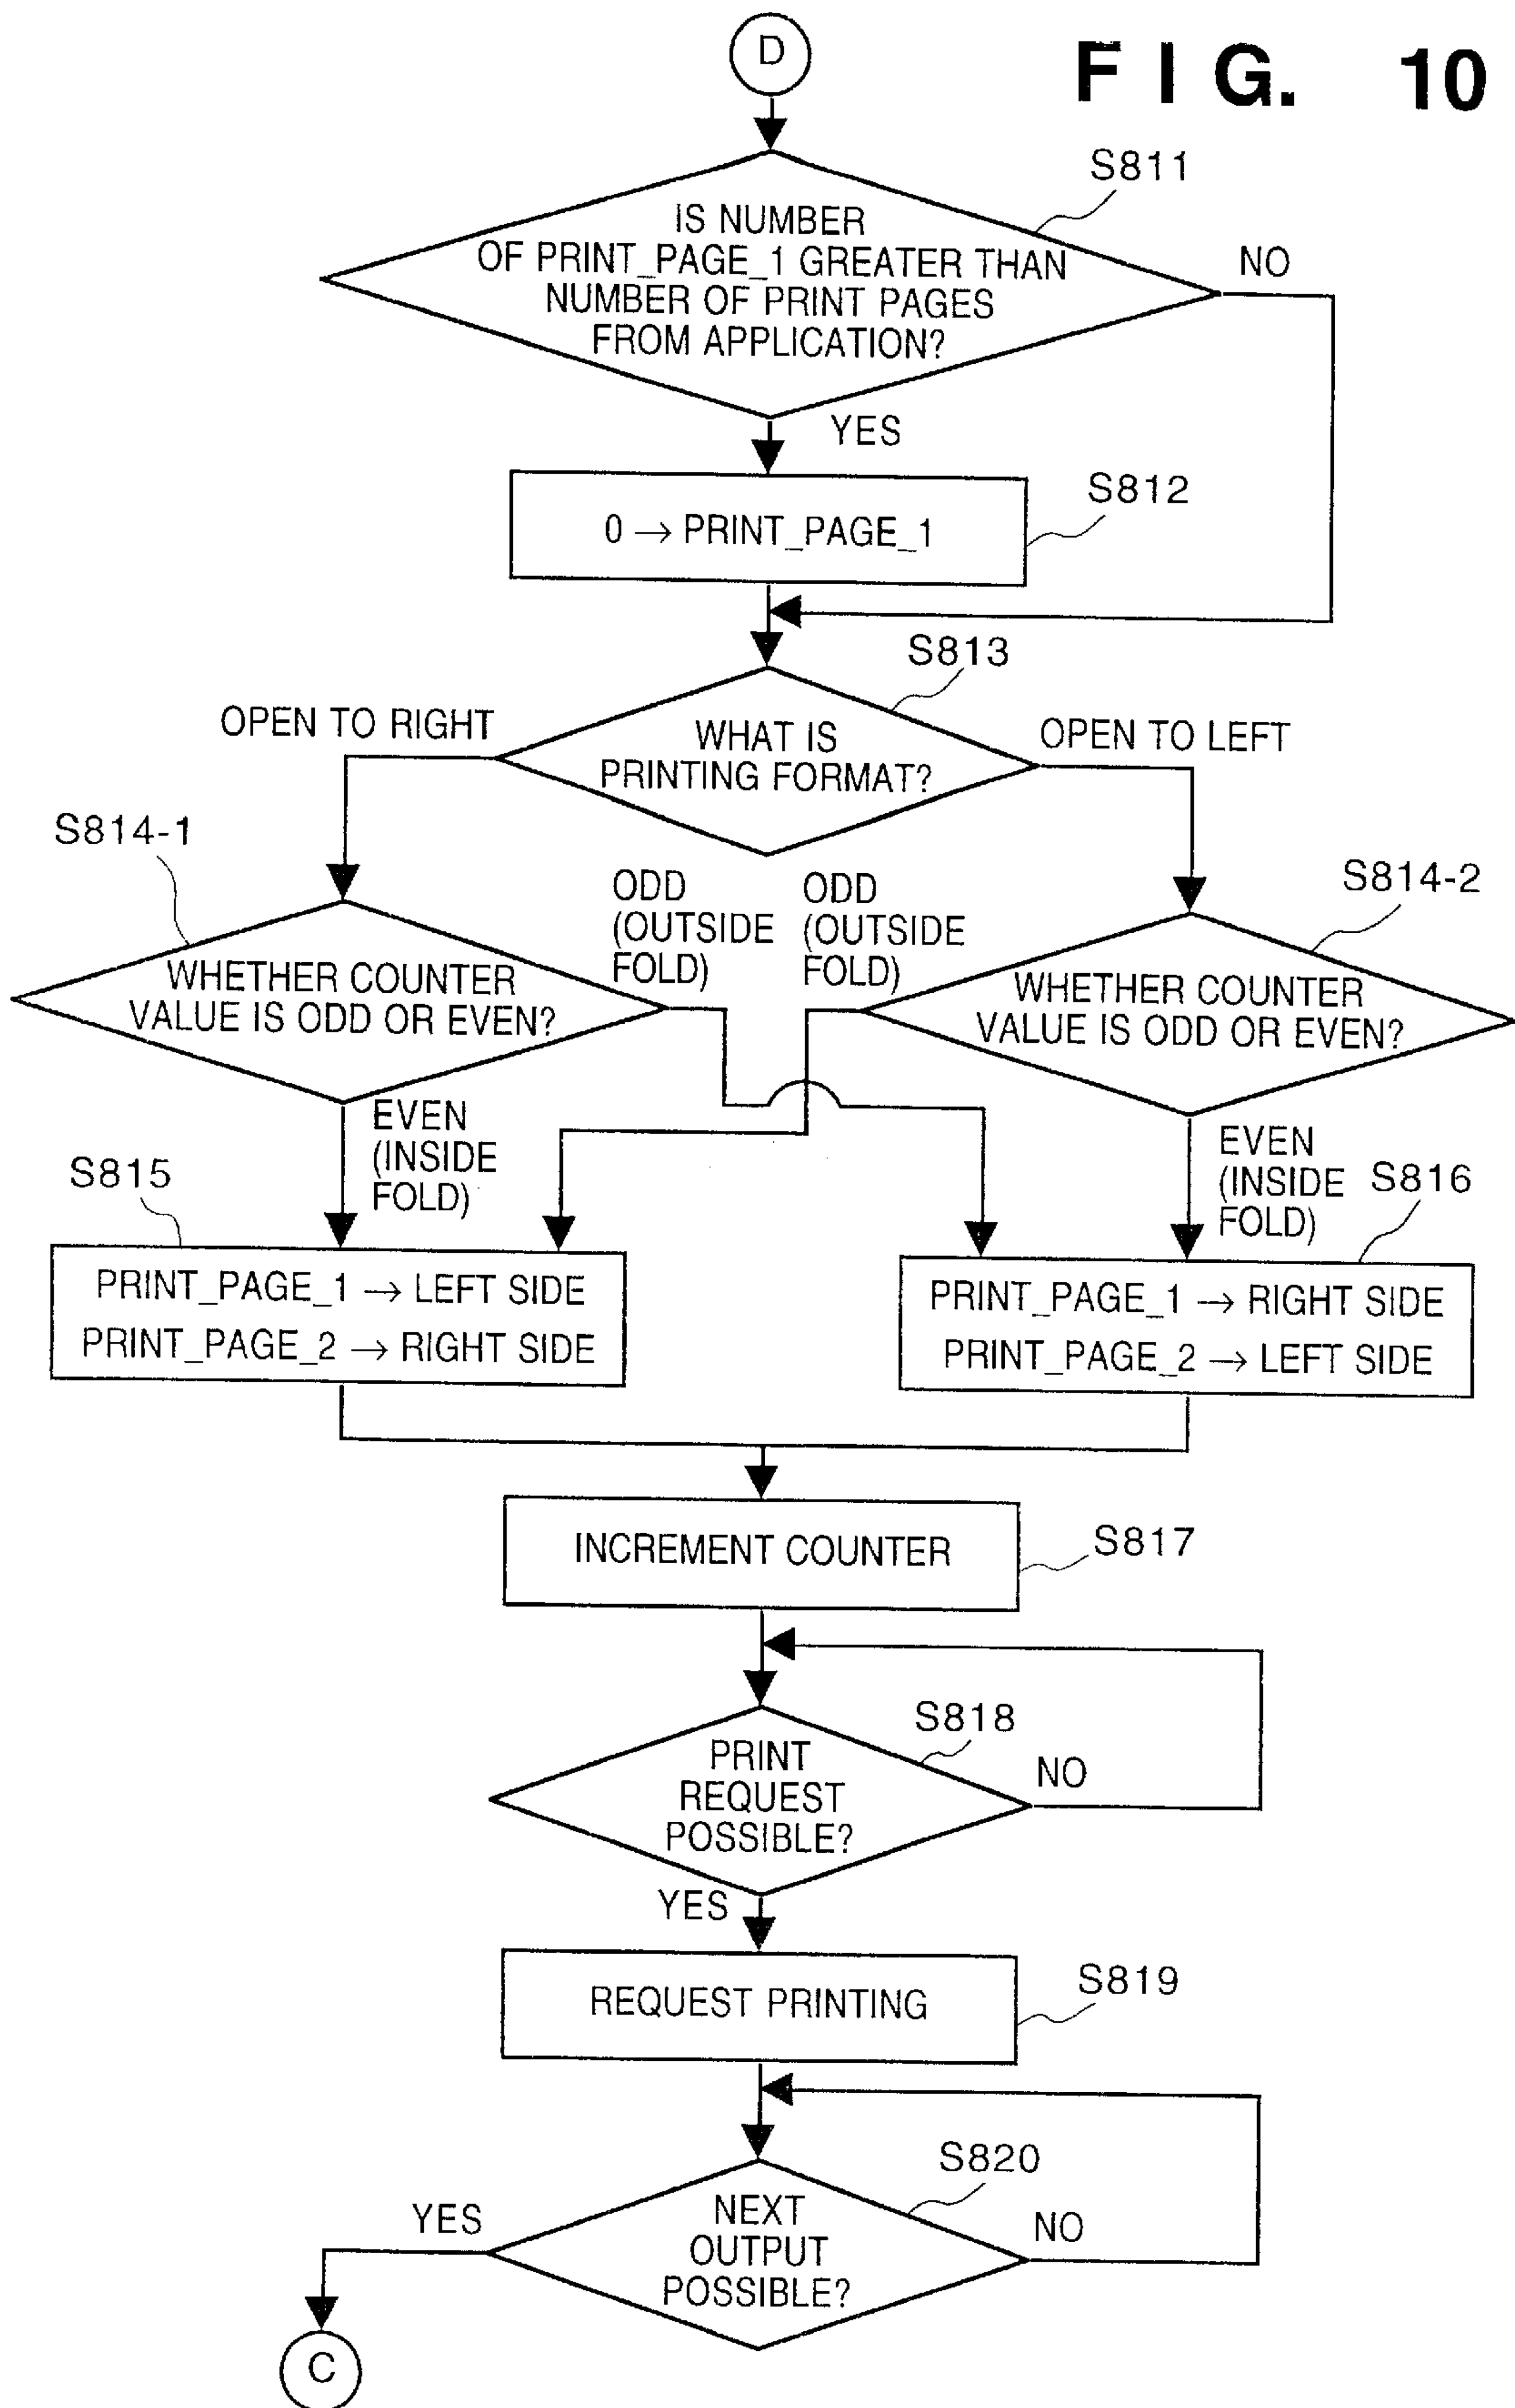 D
FIG. 10
S811
IS NUMBER
OF PRINT_PAGE_1 GREATER THAN
NUMBER OF PRINT PAGES
FROM APPLICATION?
NO
YES
S812
0 → PRINT_PAGE_1
S813
OPEN TO RIGHT
WHAT IS
PRINTING FORMAT?
OPEN TO LEFT
S814-1
WHETHER COUNTER
VALUE IS ODD OR EVEN?
ODD
(OUTSIDE
FOLD)
ODD
(OUTSIDE
FOLD)
S814-2
WHETHER COUNTER
VALUE IS ODD OR EVEN?
EVEN
(INSIDE
FOLD)
EVEN
(INSIDE
FOLD)
S815
PRINT_PAGE_1 → LEFT SIDE
PRINT_PAGE_2 → RIGHT SIDE
S816
PRINT_PAGE_1 → RIGHT SIDE
PRINT_PAGE_2 → LEFT SIDE
INCREMENT COUNTER
S817
S818
PRINT
REQUEST
POSSIBLE?
NO
YES
REQUEST PRINTING
S819
S820
NEXT
OUTPUT
POSSIBLE?
YES
NO
C